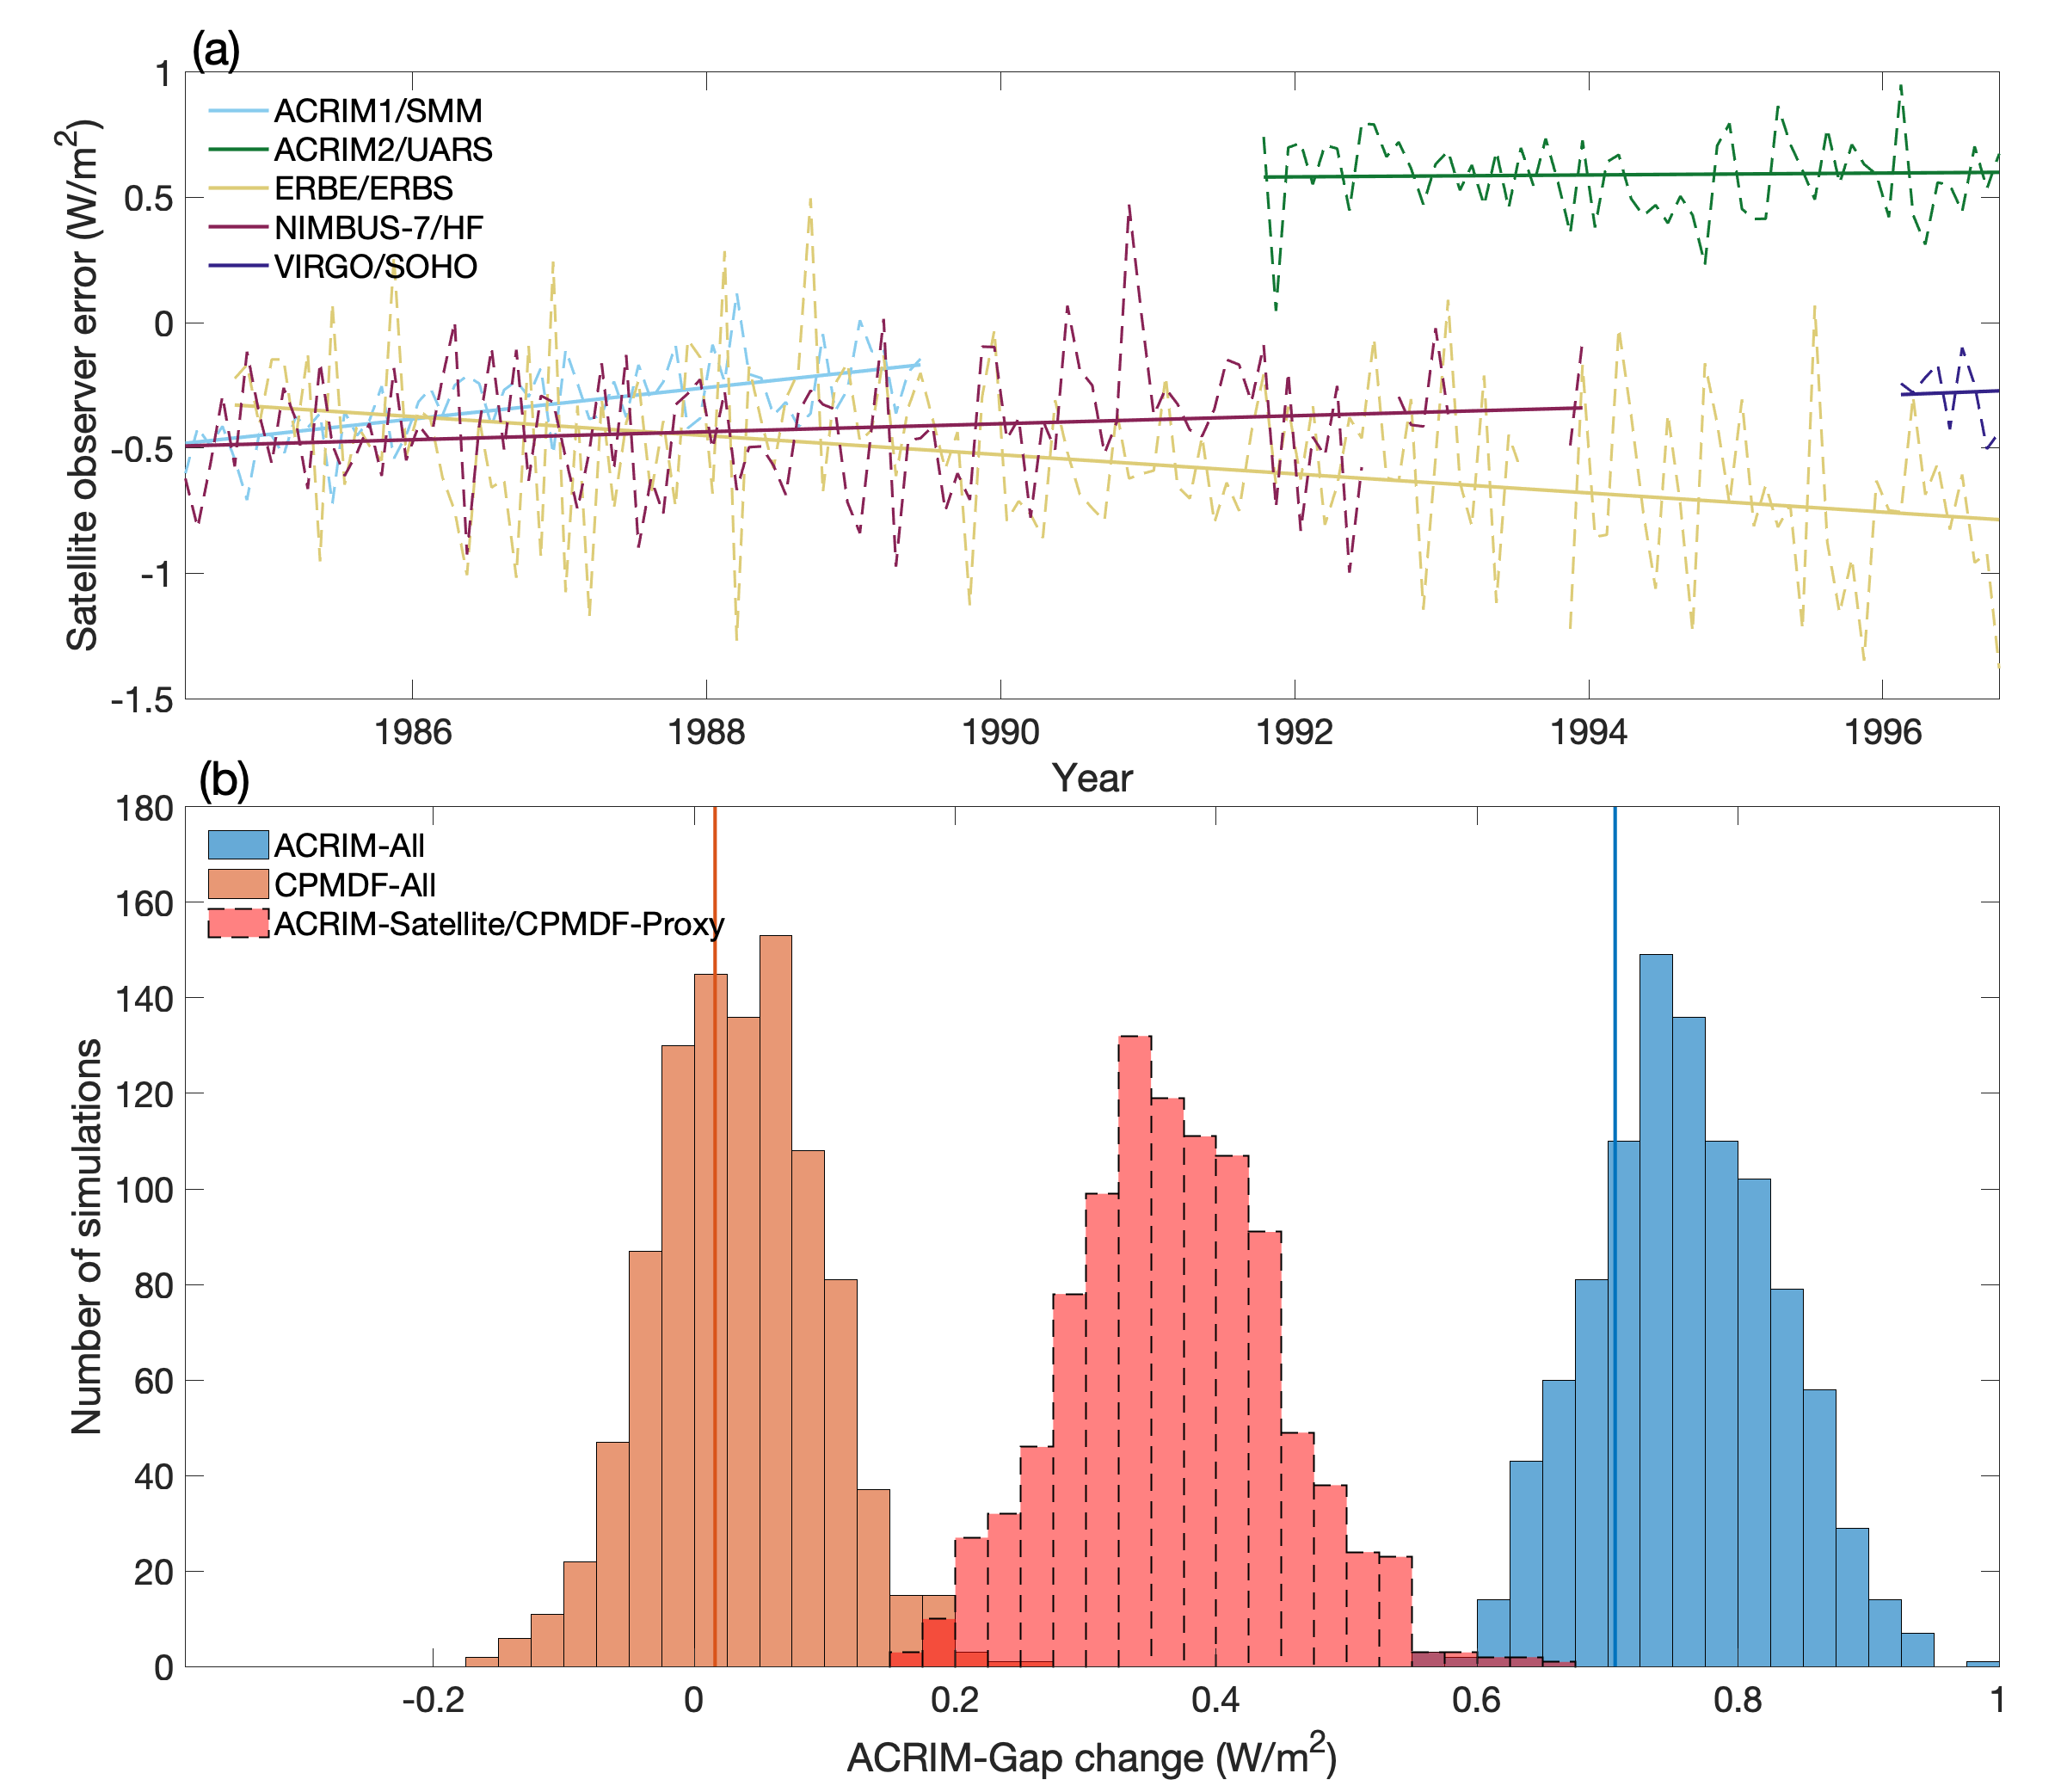 (a)
1
0.5
0
-0.5
-1
-1.5
Satellite observer error (W/m²)
ACRIM1/SMM
ACRIM2/UARS
ERBE/ERBS
NIMBUS-7/HF
VIRGO/SOHO
1986 1988 1990 1992 1994 1996
Year
(b)
180
160
140
120
100
80
60
40
20
0
Number of simulations
ACRIM-All
CPMDF-All
ACRIM-Satellite/CPMDF-Proxy
-0.2 0 0.2 0.4 0.6 0.8 1
ACRIM-Gap change (W/m²)